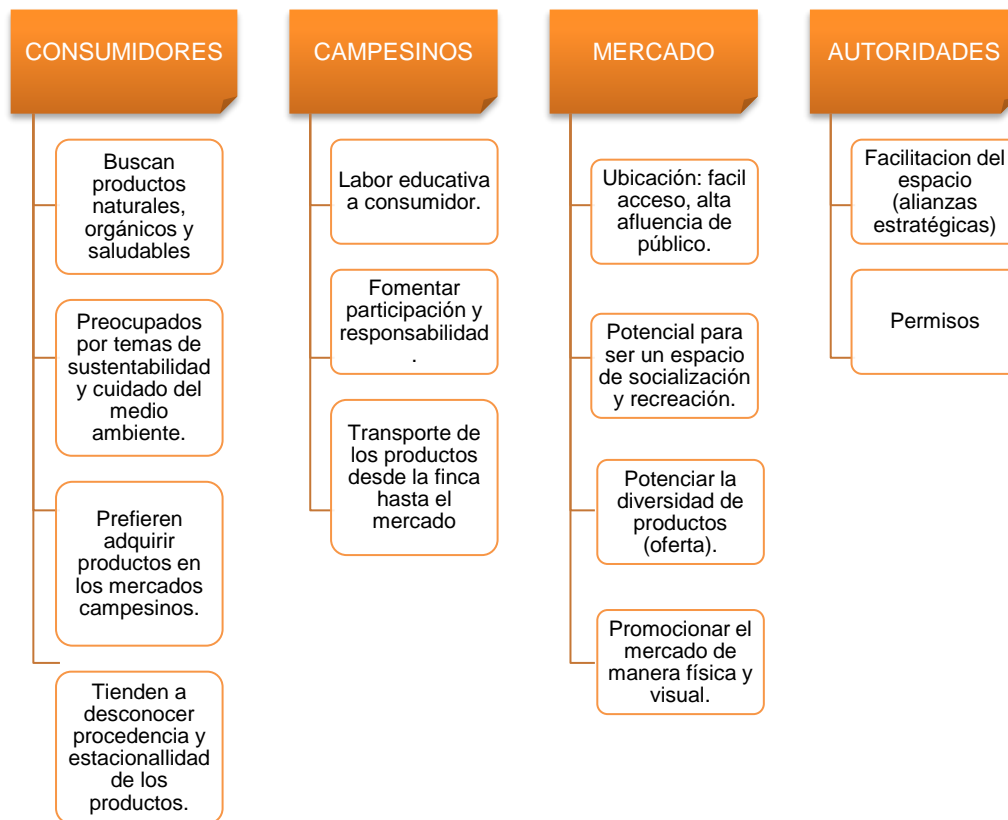 CONSUMIDORES
Buscan
productos
naturales,
orgánicos y
saludables
Preocupados
por temas de
sustentabilidad
y cuidado del
medio
ambiente.
Prefieren
adquirir
productos en
los mercados
campesinos.
Tienden a
desconocer
procedencia y
estacionallidad
de los
productos.
CAMPESINOS
Labor educativa
a consumidor.
Fomentar
participación y
responsabilidad
.
Transporte de
los productos
desde la finca
hasta el
mercado
MERCADO
Ubicación: facil
acceso, alta
afluencia de
público.
Potencial para
ser un espacio
de socialización
y recreación.
Potenciar la
diversidad de
productos
(oferta).
Promocionar el
mercado de
manera física y
visual.
AUTORIDADES
Facilitacion del
espacio
(alianzas
estratégicas)
Permisos